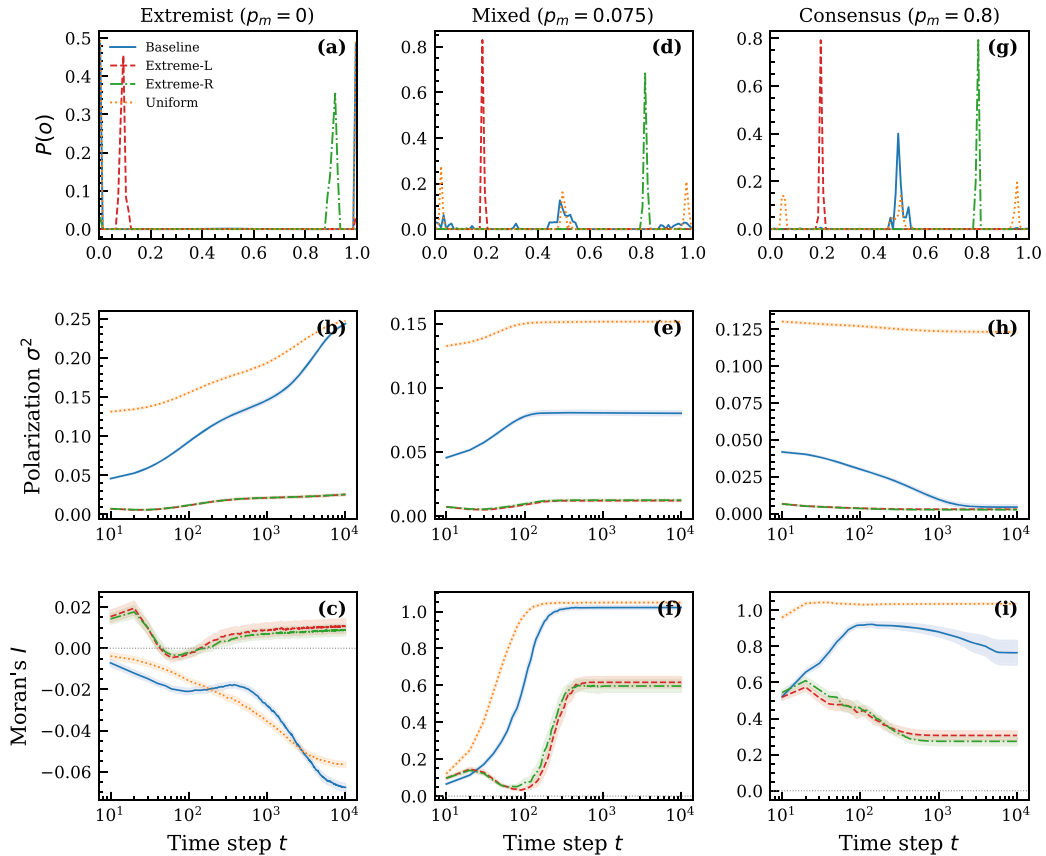 Extremist (p_m = 0)
Mixed (p_m = 0.075)
Consensus (p_m = 0.8)
P(o)
0.5
0.4
0.3
0.2
0.1
0.0
(a)
Baseline
Extreme-L
Extreme-R
Uniform
0.0 0.2 0.4 0.6 0.8 1.0
0.8
0.6
0.4
0.2
0.0
(d)
0.0 0.2 0.4 0.6 0.8 1.0
0.8
0.6
0.4
0.2
0.0
(g)
0.0 0.2 0.4 0.6 0.8 1.0
Polarization σ²
0.25
0.20
0.15
0.10
0.05
0.00
(b)
10¹ 10² 10³ 10⁴
0.15
0.10
0.05
0.00
(e)
10¹ 10² 10³ 10⁴
0.125
0.100
0.075
0.050
0.025
0.000
(h)
10¹ 10² 10³ 10⁴
Moran's I
0.02
0.00
−0.02
−0.04
−0.06
(c)
10¹ 10² 10³ 10⁴
Time step t
1.0
0.8
0.6
0.4
0.2
0.0
(f)
10¹ 10² 10³ 10⁴
Time step t
1.0
0.5
0.0
(i)
10¹ 10² 10³ 10⁴
Time step t